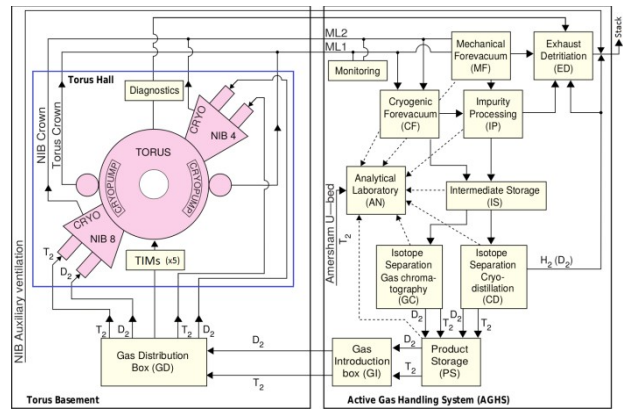 Stack
ML2
ML1
Mechanical
Forevacuum
(MF)
Exhaust
Detritiation
(ED)
Monitoring
Torus Hall
Diagnostics
NIB Crown
Torus Crown
CRYO
NIB 4
Cryogenic
Forevacuum
(CF)
Impurity
Processing
(IP)
TORUS
CRYOPUMP
CRYOPUMP
Analytical
Laboratory
(AN)
Intermediate Storage
(IS)
CRYO
NIB 8
TIMs (x5)
T2
D2
Amersham U–bed
T2
Isotope
Separation
Gas chroma-
tography
(GC)
Isotope
Separation
Cryo-
distillation
(CD)
H2 (D2)
NIB Auxiliary ventilation
T2 D2 T2 D2
D2 T2 D2 T2
Gas Distribution
Box (GD)
D2
T2
Gas
Introduction
box (GI)
D2
T2
Product
Storage
(PS)
Torus Basement
Active Gas Handling System (AGHS)